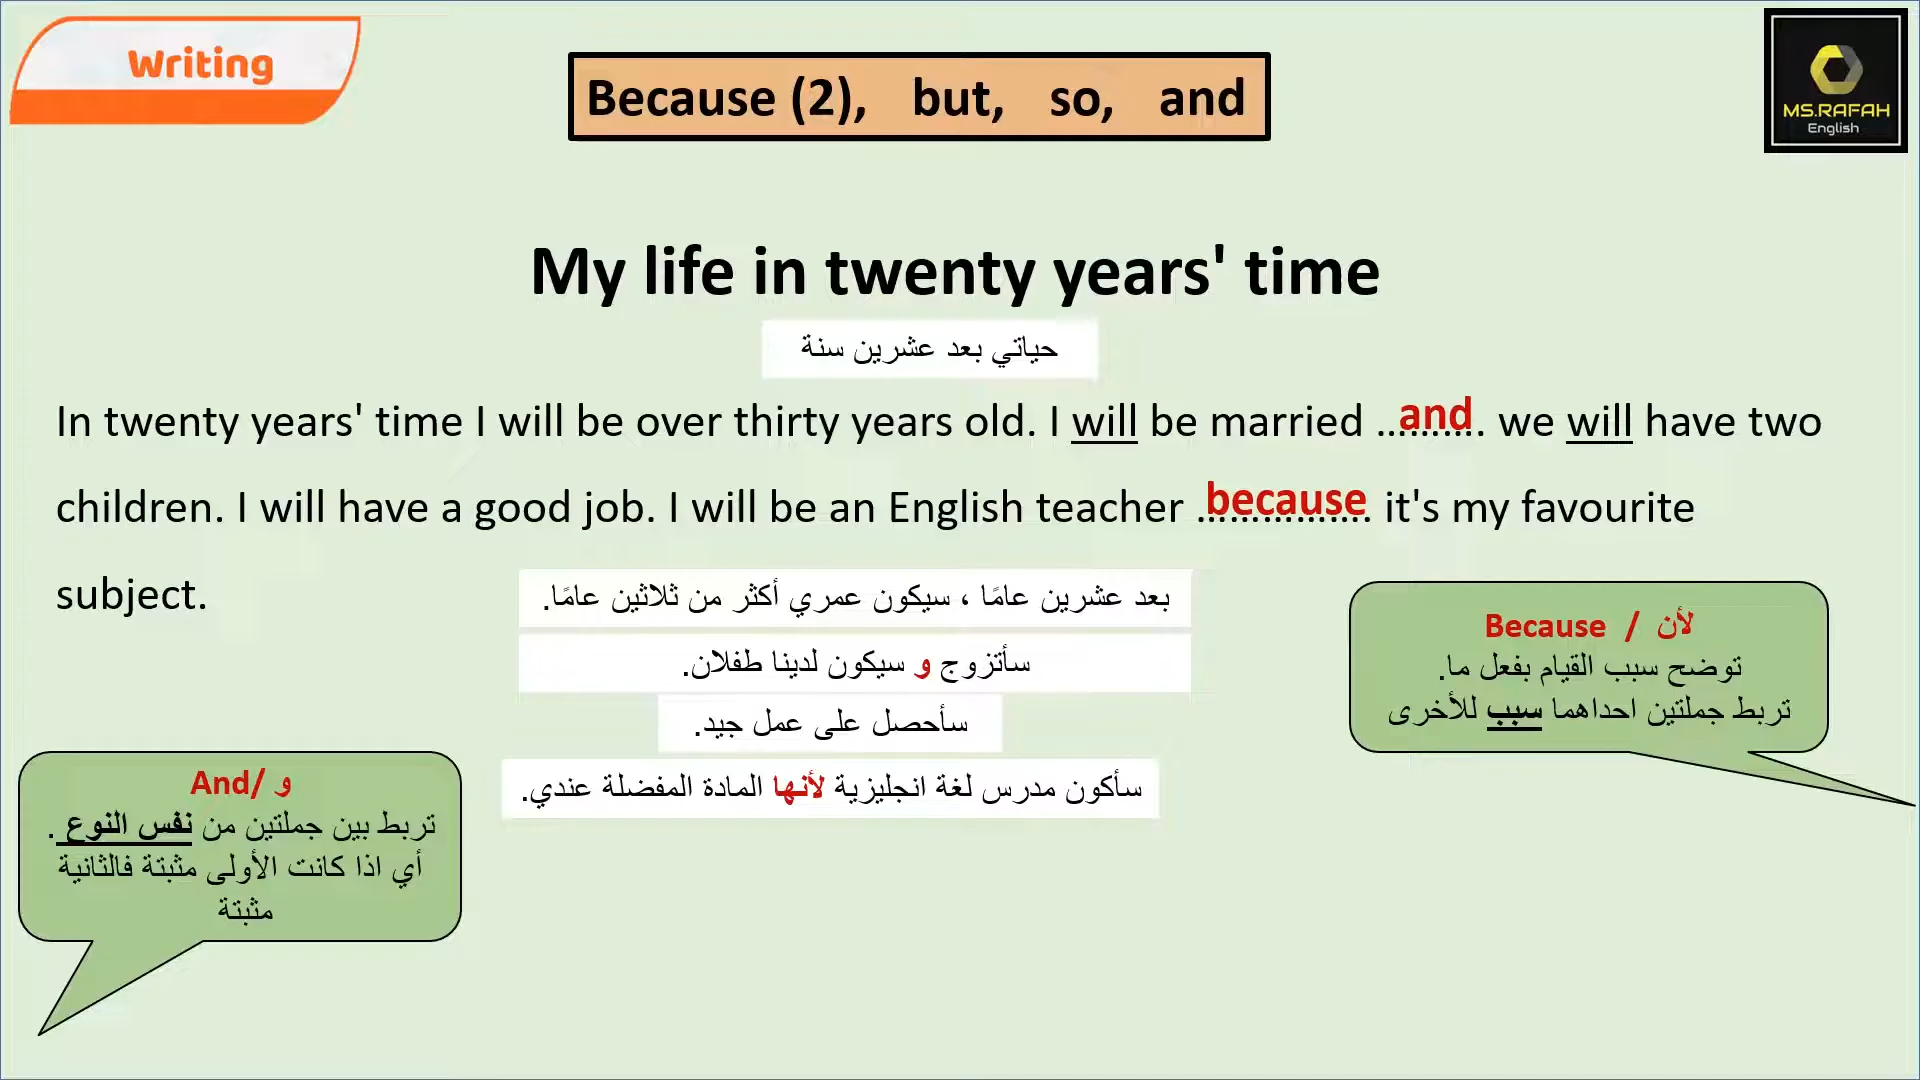 Writing
Because (2), but, so, and
MS.RAFAH
English
My life in twenty years' time
حياتي بعد عشرين سنة
In twenty years' time I will be over thirty years old. I will be married ...and... we will have two
children. I will have a good job. I will be an English teacher ...because... it's my favourite
subject.
بعد عشرين عامًا ، سيكون عمري أكثر من ثلاثين عامًا.
سأتزوج و سيكون لدينا طفلان.
سأحصل على عمل جيد.
سأكون مدرس لغة انجليزية لأنها المادة المفضلة عندي.
Because / لأن
توضح سبب القيام بفعل ما.
تربط جملتين احداهما سبب للأخرى
And/ و
تربط بين جملتين من نفس النوع .
أي اذا كانت الأولى مثبتة فالثانية
مثبتة